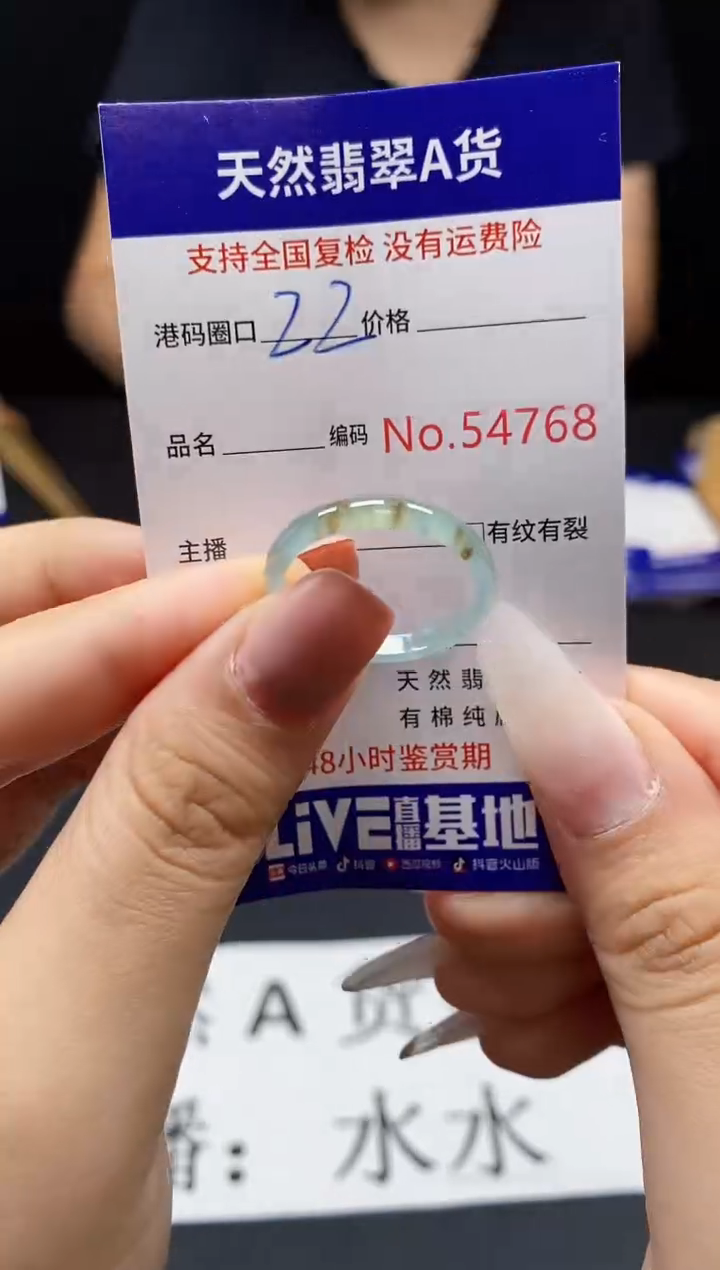 天然翡翠A货
支持全国复检 没有运费险
港码圈口 22 价格
品名 编码 No.54768
主播 有纹有裂
天然翡
有棉纯
48小时鉴赏期
LiVE直播基地
今日头条 抖音 西瓜视频 抖音火山版
A 货
播：水水